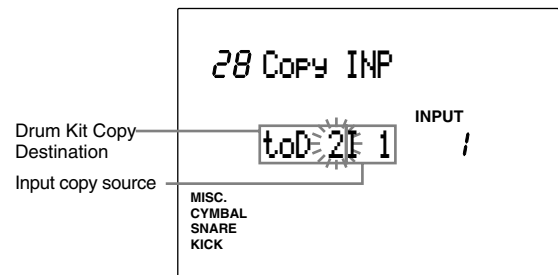 28 Copy INP
Drum Kit Copy
Destination
toD 2I 1
INPUT
1
Input copy source
MISC.
CYMBAL
SNARE
KICK